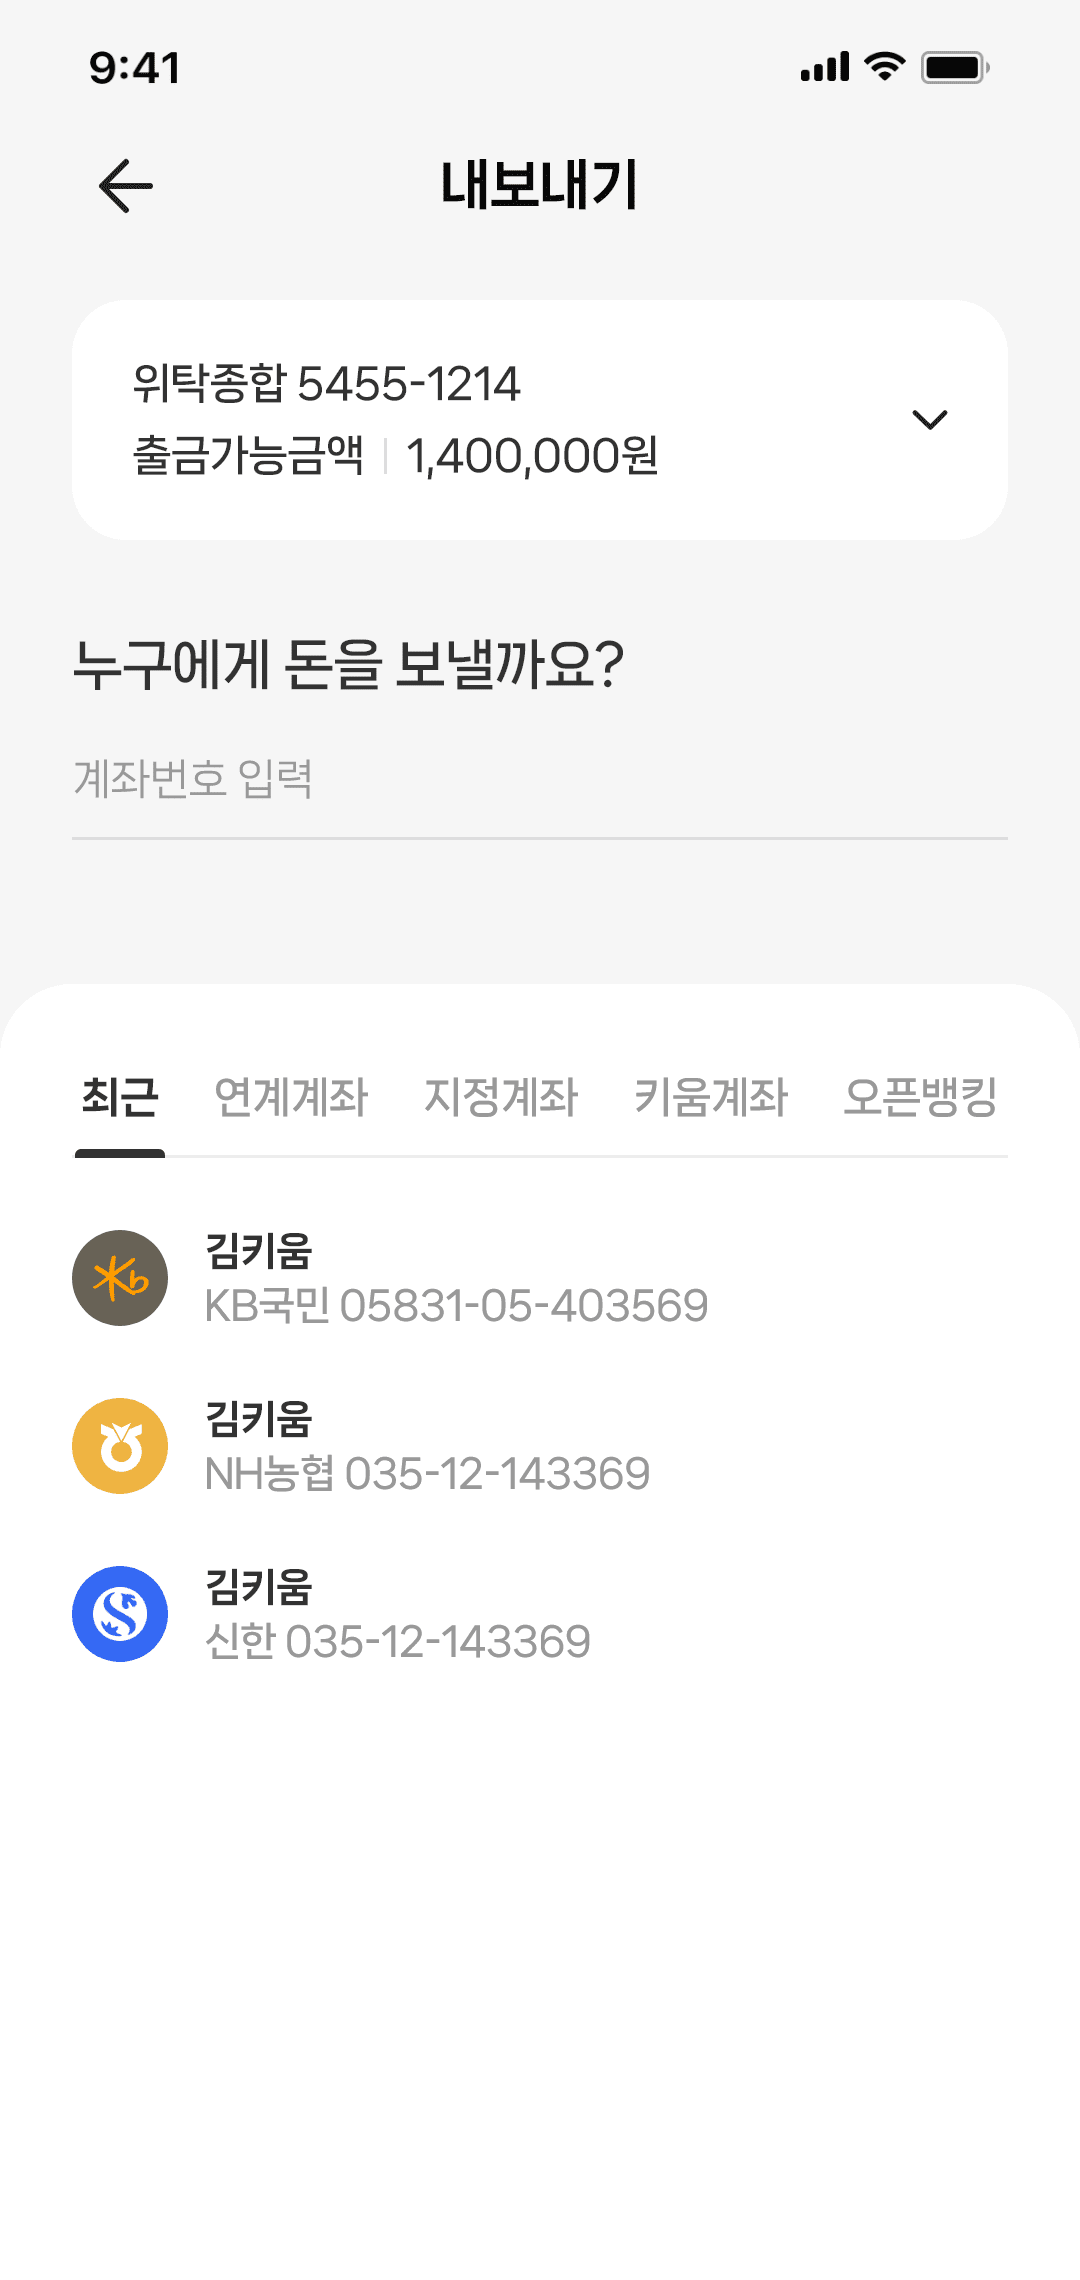 9:41
내보내기
위탁종합 5455-1214
출금가능금액 | 1,400,000원
누구에게 돈을 보낼까요?
계좌번호 입력
최근 연계계좌 지정계좌 키움계좌 오픈뱅킹
김키움
KB국민 05831-05-403569
김키움
NH농협 035-12-143369
김키움
신한 035-12-143369